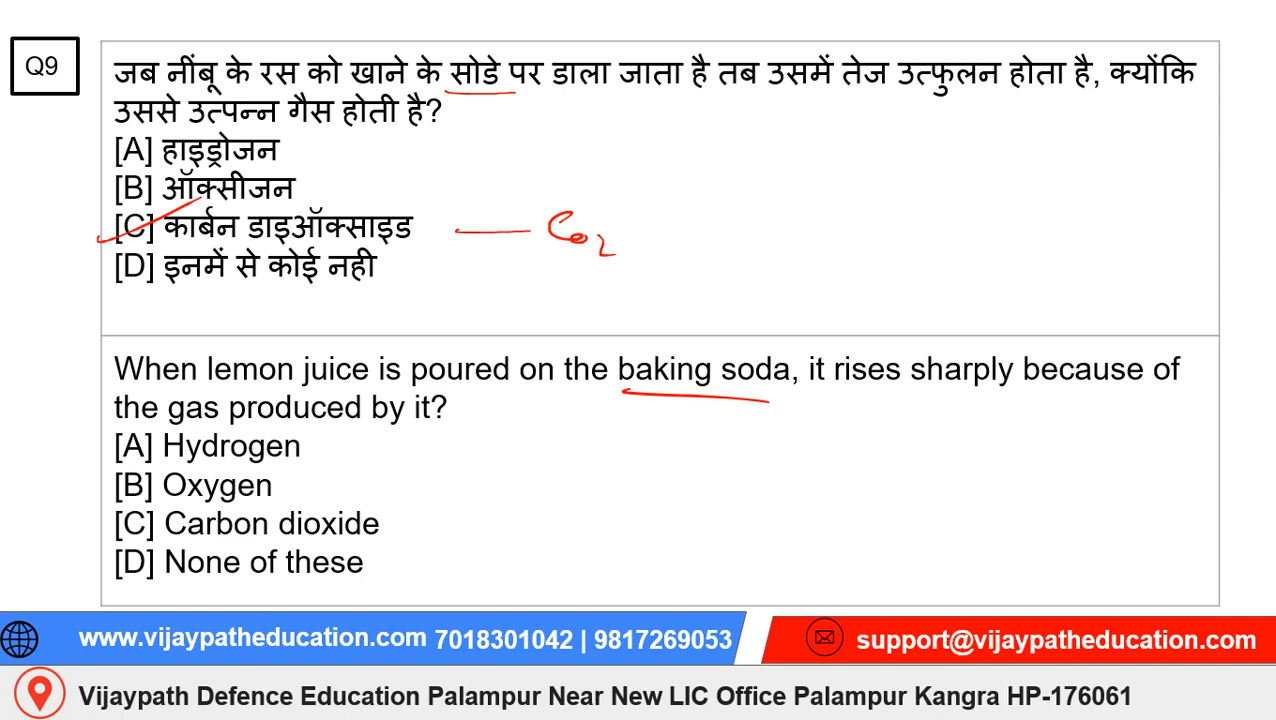 Q9
जब नींबू के रस को खाने के सोडे पर डाला जाता है तब उसमें तेज उत्फुलन होता है, क्योंकि
उससे उत्पन्न गैस होती है?
[A] हाइड्रोजन
[B] ऑक्सीजन
[C] कार्बन डाइऑक्साइड — CO2
[D] इनमें से कोई नही
When lemon juice is poured on the baking soda, it rises sharply because of
the gas produced by it?
[A] Hydrogen
[B] Oxygen
[C] Carbon dioxide
[D] None of these
www.vijaypatheducation.com 7018301042 | 9817269053 support@vijaypatheducation.com
Vijaypath Defence Education Palampur Near New LIC Office Palampur Kangra HP-176061